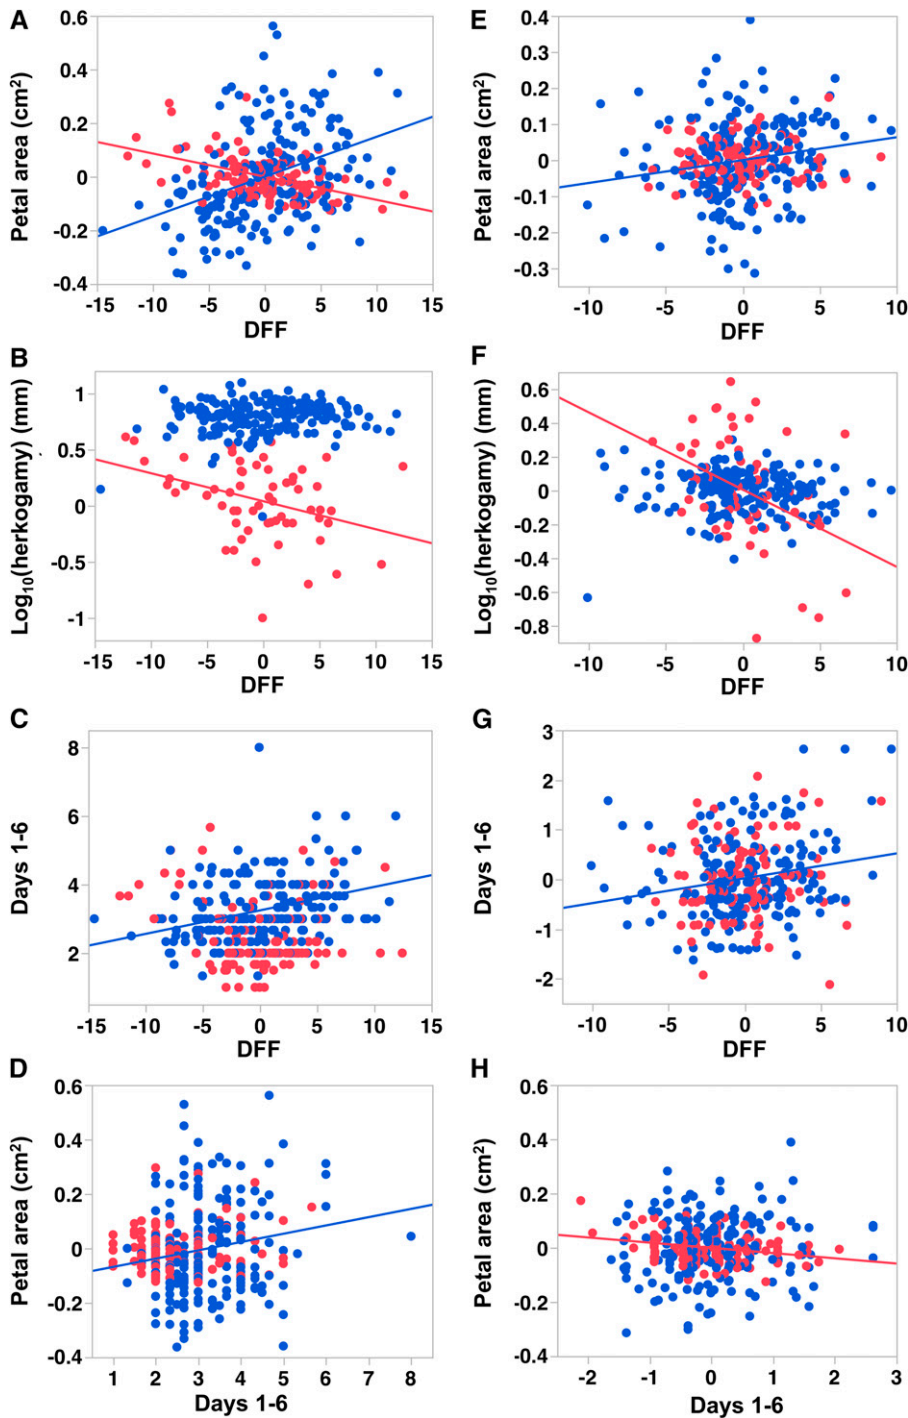 A
Petal area (cm²)
0.6
0.4
0.2
0
-0.2
-0.4
-15 -10 -5 0 5 10 15
DFF
E
Petal area (cm²)
0.4
0.3
0.2
0.1
0
-0.1
-0.2
-0.3
-10 -5 0 5 10
DFF
B
Log₁₀(herkogamy) (mm)
1
0.5
0
-0.5
-1
-15 -10 -5 0 5 10 15
DFF
F
Log₁₀(herkogamy) (mm)
0.6
0.4
0.2
0
-0.2
-0.4
-0.6
-0.8
-10 -5 0 5 10
DFF
C
Days 1-6
8
6
4
2
-15 -10 -5 0 5 10 15
DFF
G
Days 1-6
3
2
1
0
-1
-2
-10 -5 0 5 10
DFF
D
Petal area (cm²)
0.6
0.4
0.2
0
-0.2
-0.4
1 2 3 4 5 6 7 8
Days 1-6
H
Petal area (cm²)
0.6
0.4
0.2
0
-0.2
-0.4
-2 -1 0 1 2 3
Days 1-6